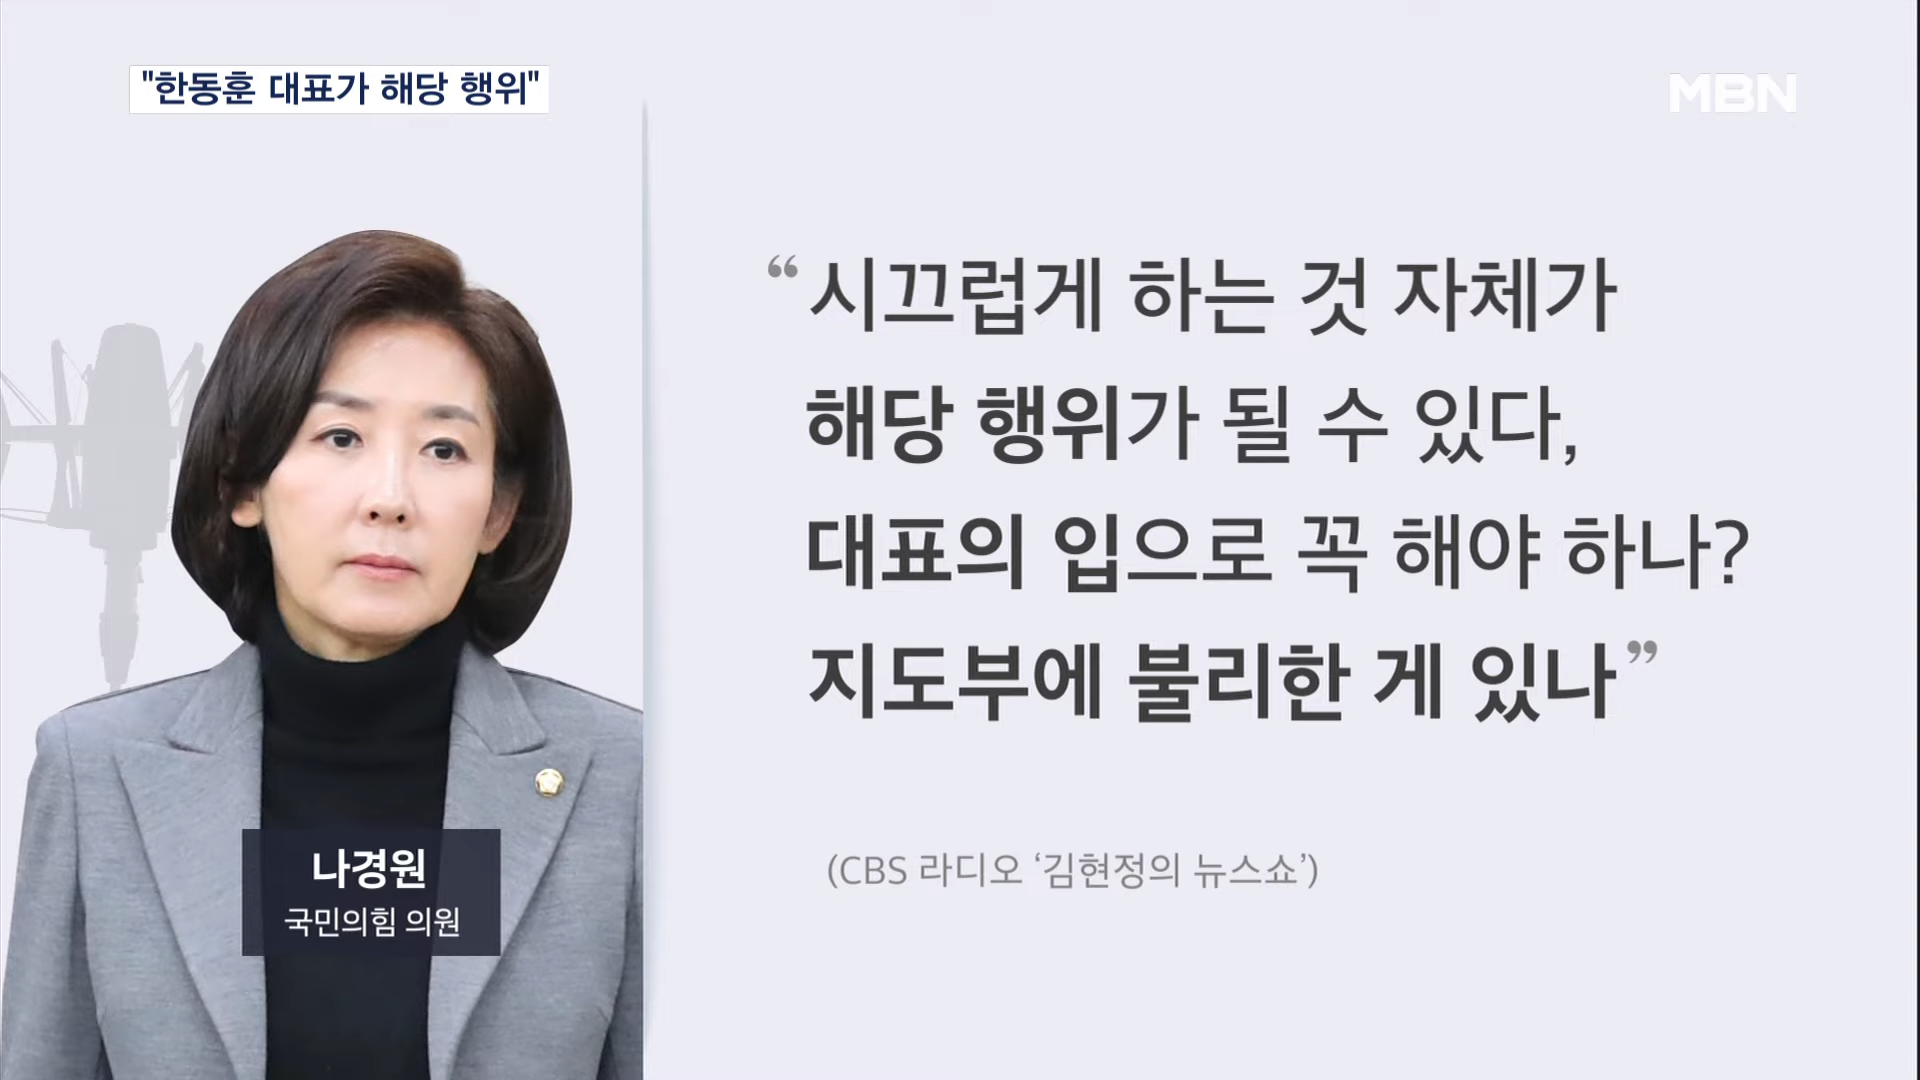 "한동훈 대표가 해당 행위"
MBN
“시끄럽게 하는 것 자체가
해당 행위가 될 수 있다,
대표의 입으로 꼭 해야 하나?
지도부에 불리한 게 있나”
(CBS 라디오 ‘김현정의 뉴스쇼’)
나경원
국민의힘 의원